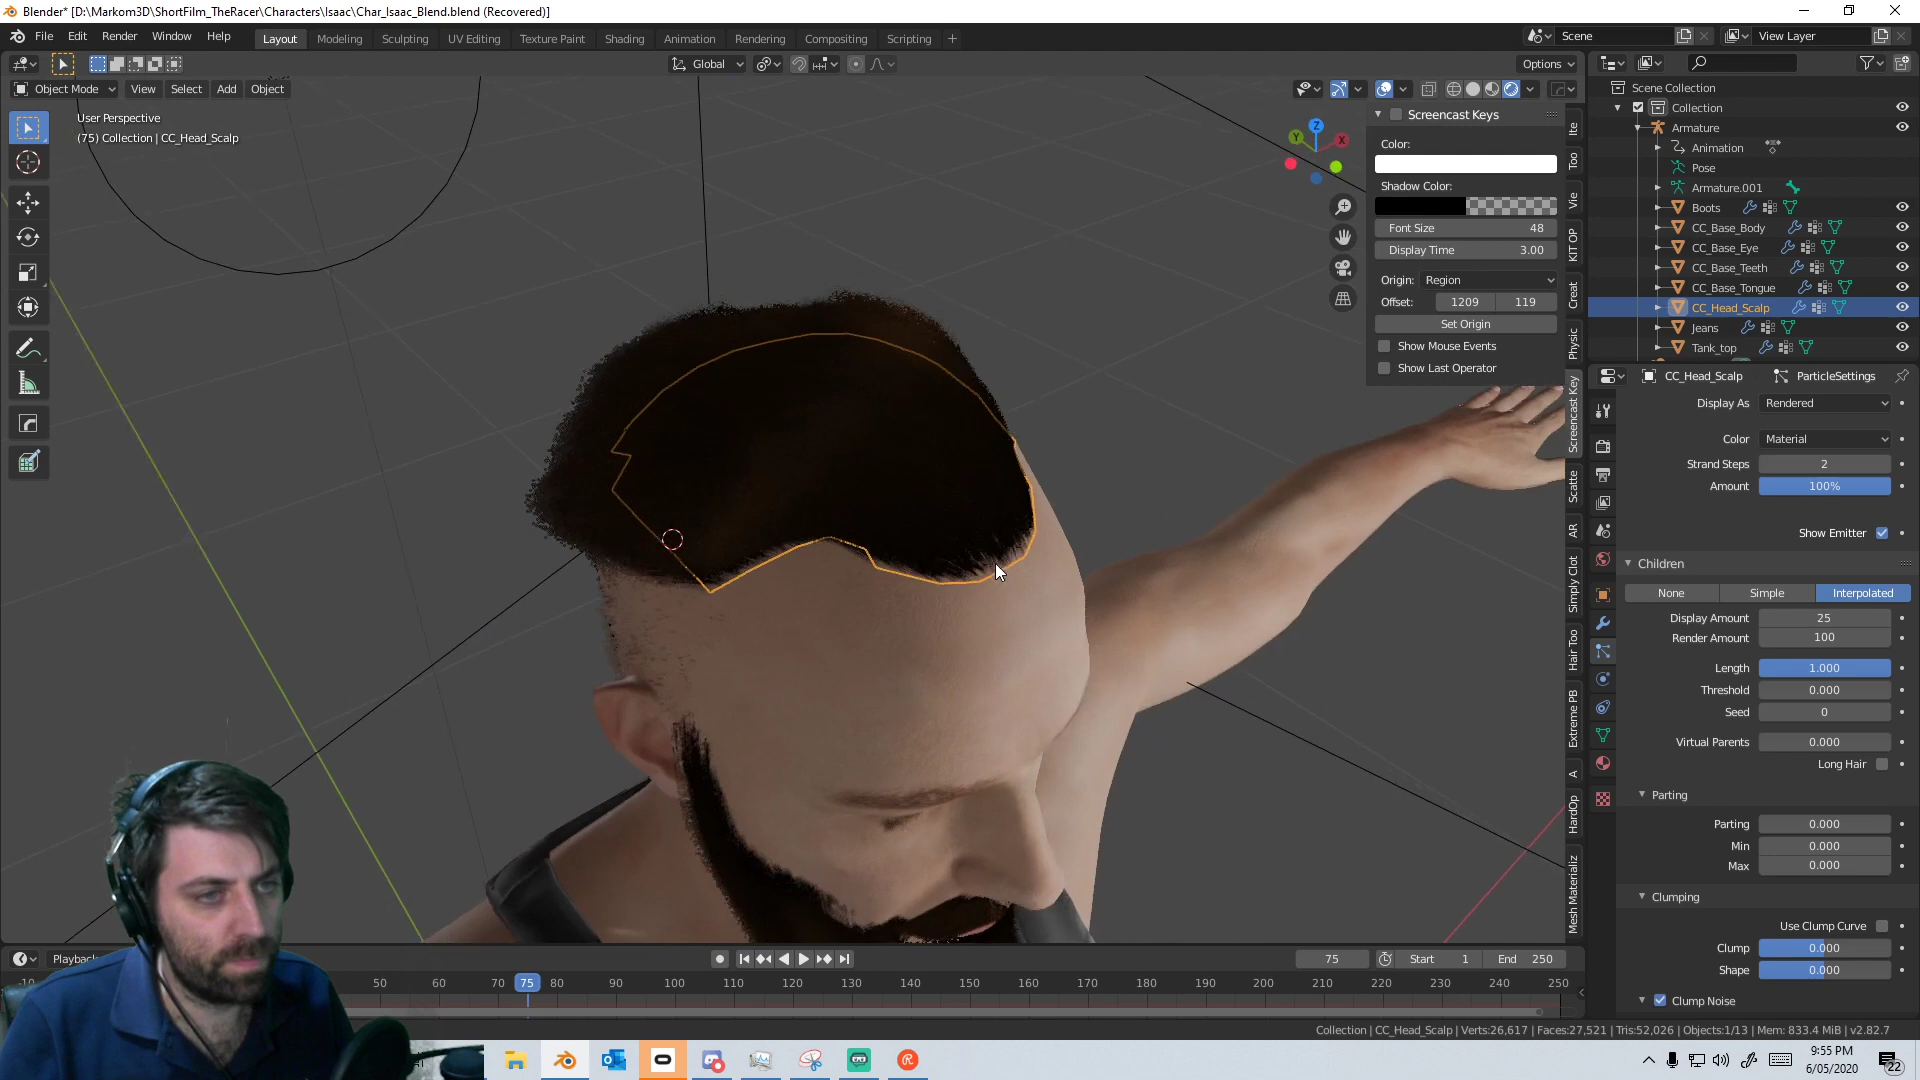 Blender* [D:\Markom3D\ShortFilm_TheRacer\Characters\Isaac\Char_Isaac_Blend.blend (Recovered)]
File Edit Render Window Help
Layout Modeling Sculpting UV Editing Texture Paint Shading Animation Rendering Compositing Scripting +
Scene
View Layer
Global
Options
Object Mode View Select Add Object
User Perspective
(75) Collection | CC_Head_Scalp
Screencast Keys
Color:
Shadow Color:
Font Size 48
Display Time 3.00
Origin: Region
Offset: 1209 119
Set Origin
Show Mouse Events
Show Last Operator
Z
Y
X
Ite
Too
Vie
KIT OP
Creat
Physic
Screencast Key
Scatte
AR
Simply Clot
Hair Too
Extreme PB
A
HardOp
Mesh Materializ
Scene Collection
Collection
Armature
Animation
Pose
Armature.001
Boots
CC_Base_Body
CC_Base_Eye
CC_Base_Teeth
CC_Base_Tongue
CC_Head_Scalp
Jeans
Tank_top
CC_Head_Scalp ParticleSettings
Display As Rendered
Color Material
Strand Steps 2
Amount 100%
Show Emitter
Children
None Simple Interpolated
Display Amount 25
Render Amount 100
Length 1.000
Threshold 0.000
Seed 0
Virtual Parents 0.000
Long Hair
Parting
Parting 0.000
Min 0.000
Max 0.000
Clumping
Use Clump Curve
Clump 0.000
Shape 0.000
Clump Noise
Playback
75
Start 1
End 250
-10 50 60 70 75 80 90 100 110 120 130 140 150 160 170 180 190 200 210 220 230 240 250
Collection | CC_Head_Scalp | Verts:26,617 | Faces:27,521 | Tris:52,026 | Objects:1/13 | Mem: 833.4 MiB | v2.82.7
9:55 PM
6/05/2020
22